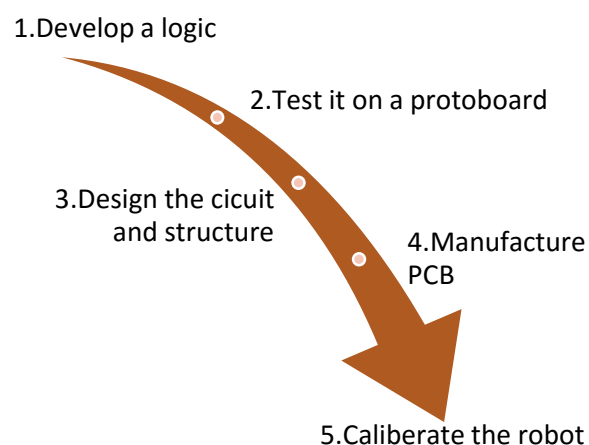 1.Develop a logic
2.Test it on a protoboard
3.Design the cicuit
and structure
4.Manufacture
PCB
5.Caliberate the robot